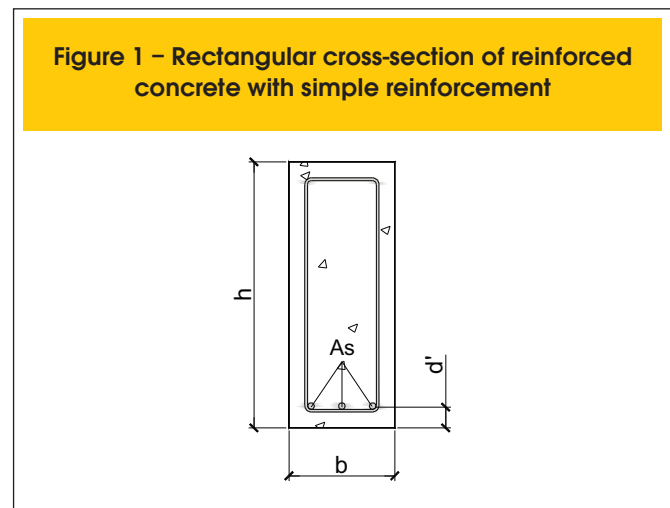 Figure 1 – Rectangular cross-section of reinforced
concrete with simple reinforcement
h
As
d'
b